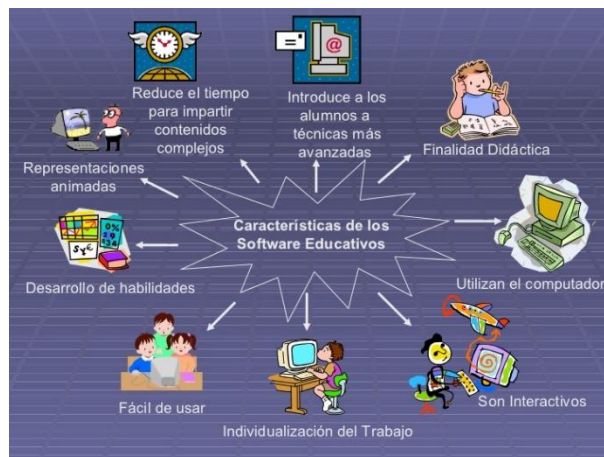 Reduce el tiempo
para impartir
contenidos
complejos
Introduce a los
alumnos a
técnicas más
avanzadas
Finalidad Didáctica
Representaciones
animadas
Características de los
Software Educativos
Desarrollo de habilidades
Utilizan el computador
Fácil de usar
Individualización del Trabajo
Son Interactivos